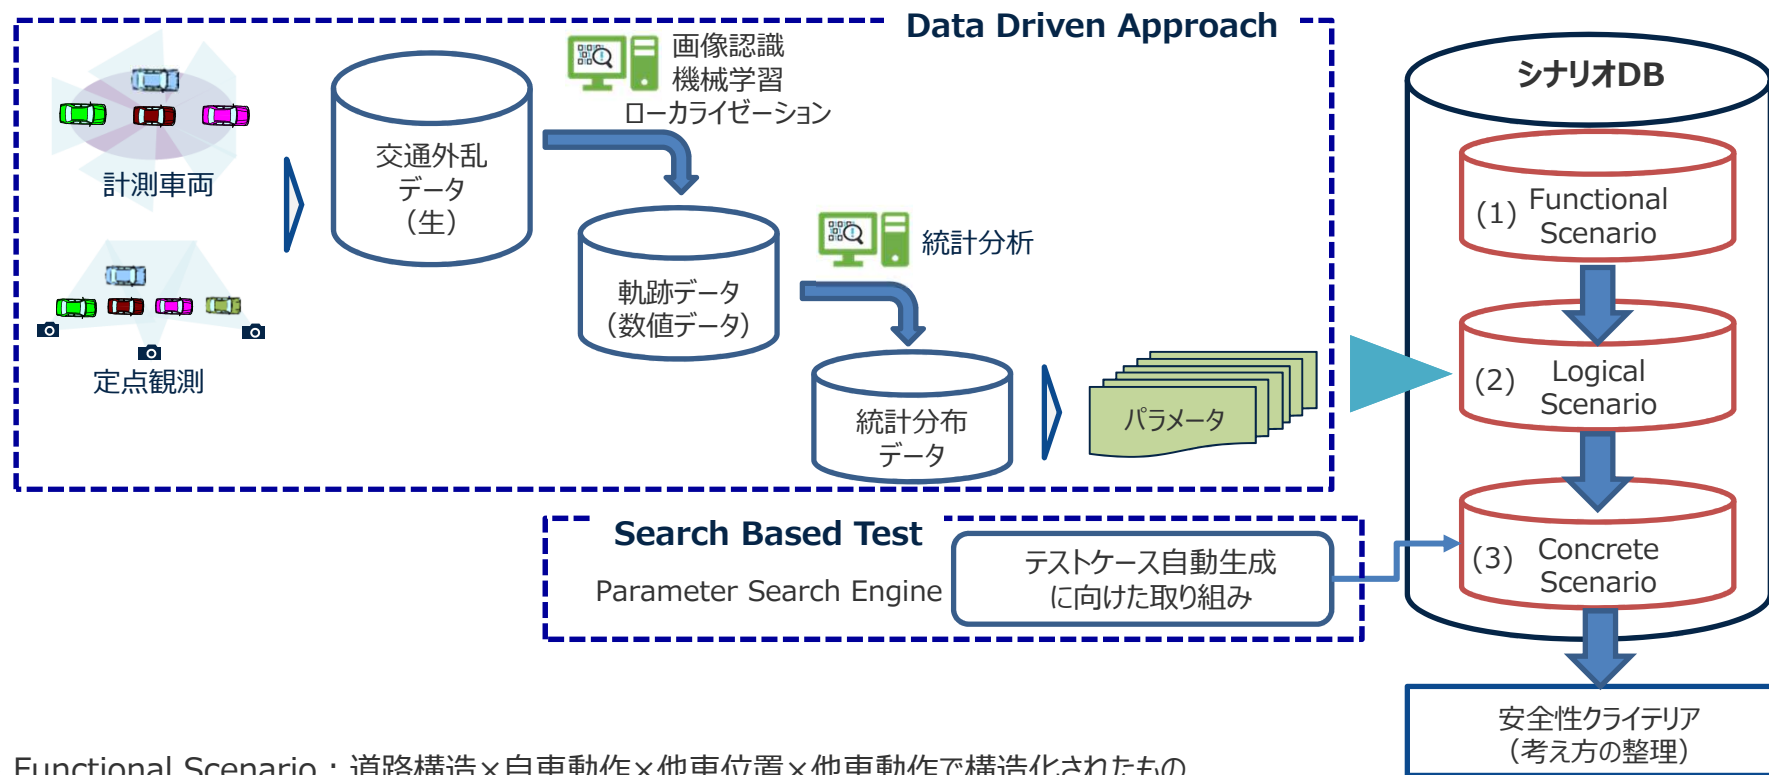 Data Driven Approach
画像認識
機械学習
ローカライゼーション
計測車両
交通外乱
データ
（生）
定点観測
軌跡データ
（数値データ）
統計分析
統計分布
データ
パラメータ
Search Based Test
Parameter Search Engine
テストケース自動生成
に向けた取り組み
シナリオDB
(1) Functional
Scenario
(2) Logical
Scenario
(3) Concrete
Scenario
安全性クライテリア
（考え方の整理）
Functional Scenario：道路構造×自車動作×他車位置×他車動作で構造化されたもの